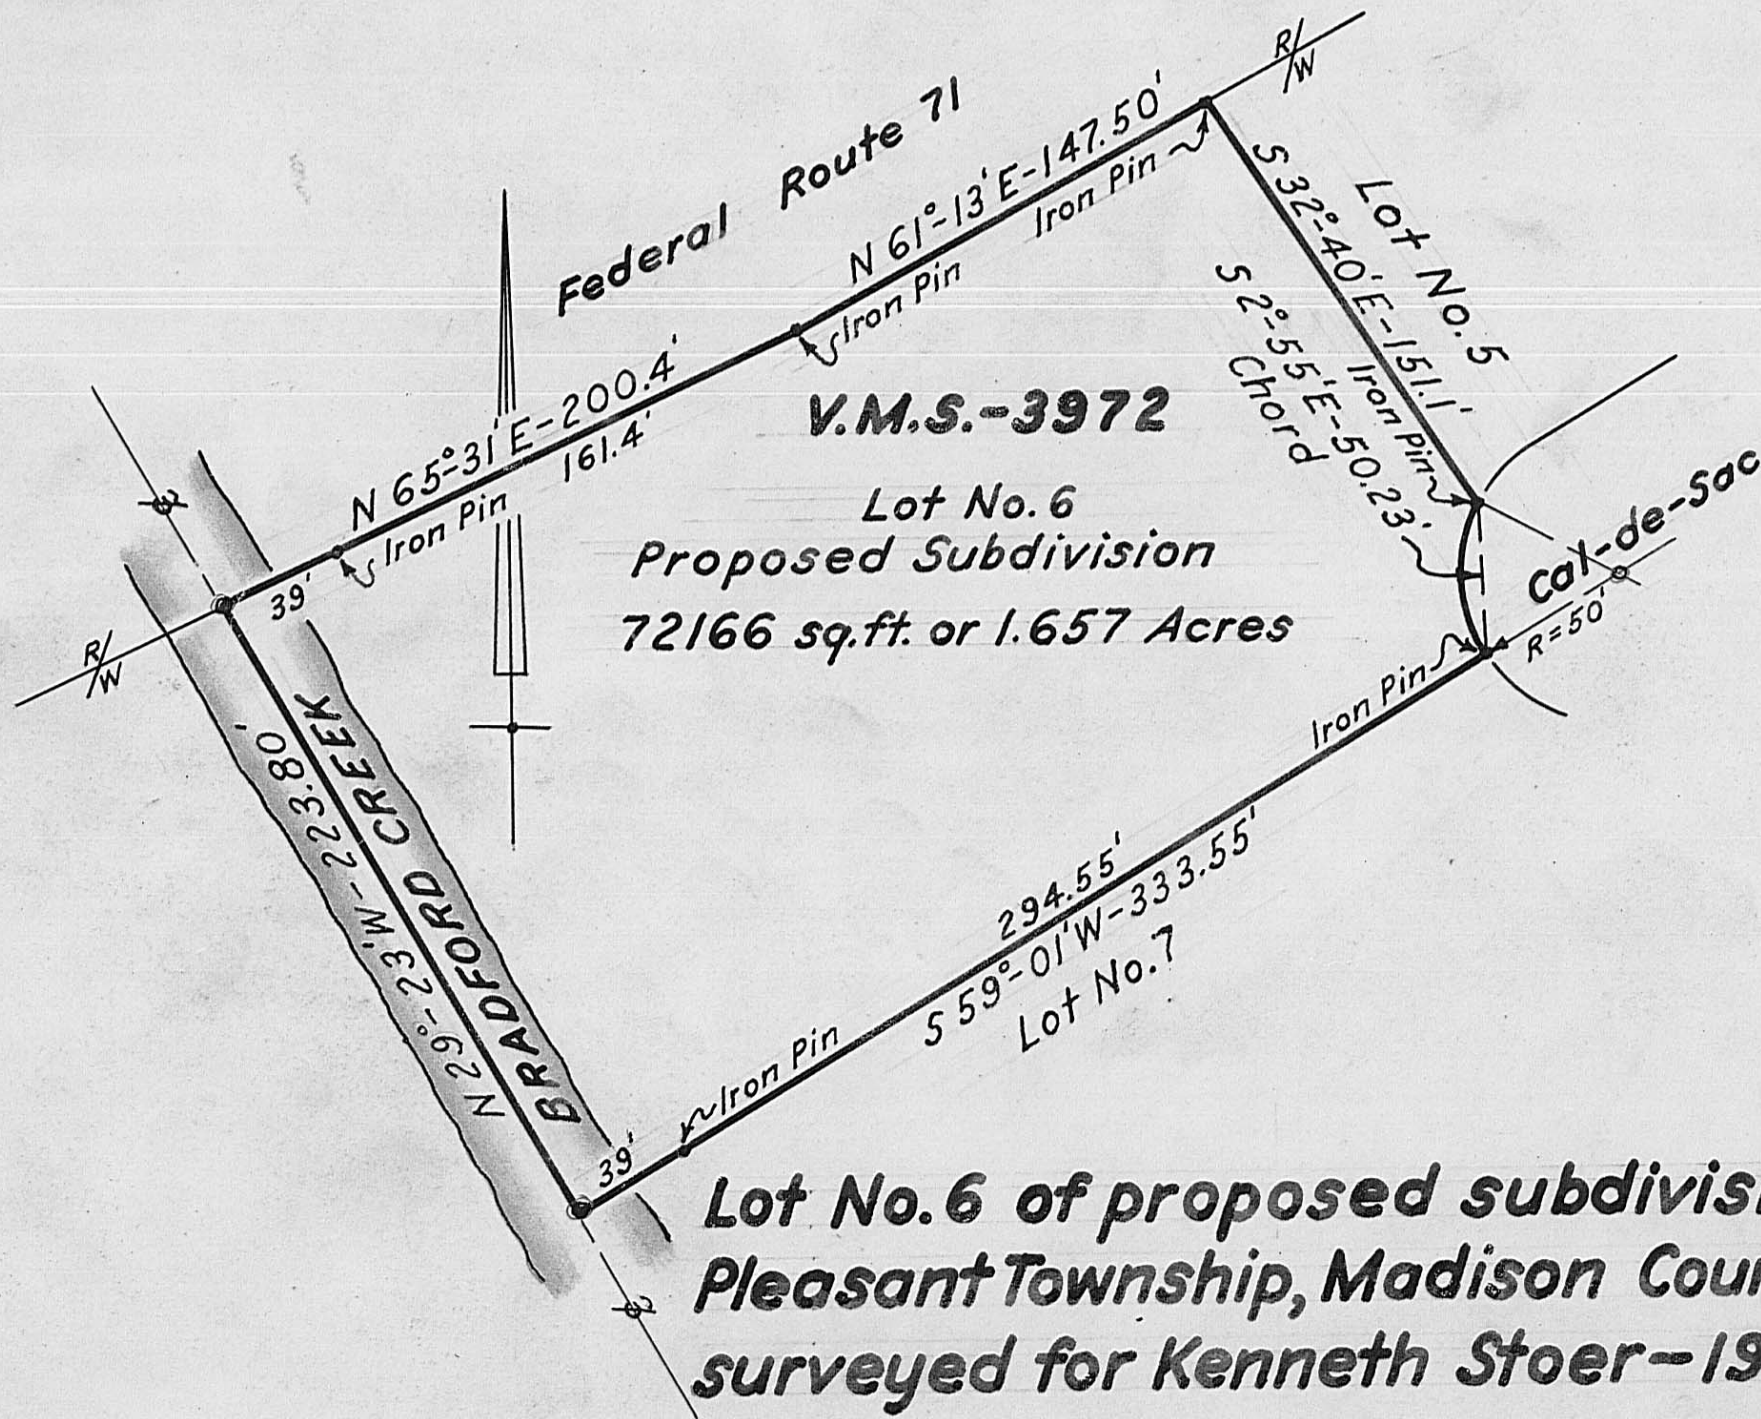 R/W
Federal Route 71
N 61°-13' E-147.50'
Iron Pin
Iron Pin
S 32°-40' E-151.1'
Lot No. 5
Iron Pin
S 2°-55' E-50.23'
Chord
N 65°-31' E-200.4'
161.4'
Iron Pin
39'
R/W
V.M.S.-3972
Lot No. 6
Proposed Subdivision
72166 sq.ft. or 1.657 Acres
Cal-de-Sac
R=50'
Iron Pin
BRADFORD CREEK
N 29°-23' W-223.80'
294.55'
S 59°-01' W-333.55'
Lot No. 7
Iron Pin
39'
Lot No. 6 of proposed
Pleasant Township, Madison
surveyed for Kenneth Stoer-